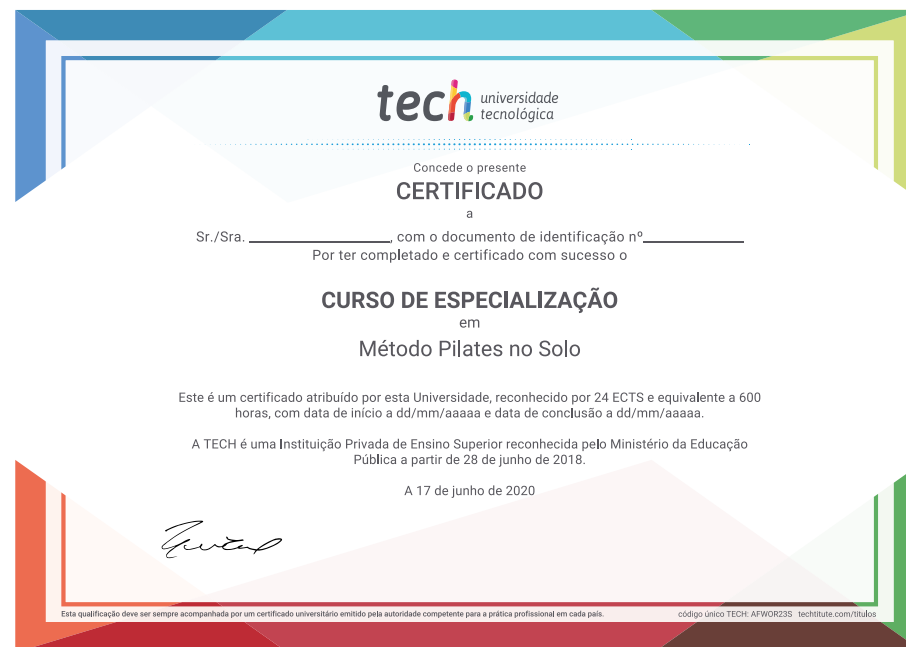 tech universidade
tecnológica
Concede o presente
CERTIFICADO
a
Sr./Sra. ____________________, com o documento de identificação nº______________
Por ter completado e certificado com sucesso o
CURSO DE ESPECIALIZAÇÃO
em
Método Pilates no Solo
Este é um certificado atribuído por esta Universidade, reconhecido por 24 ECTS e equivalente a 600
horas, com data de início a dd/mm/aaaaa e data de conclusão a dd/mm/aaaaa.
A TECH é uma Instituição Privada de Ensino Superior reconhecida pelo Ministério da Educação
Pública a partir de 28 de junho de 2018.
A 17 de junho de 2020
Esta qualificação deve ser sempre acompanhada por um certificado universitário emitido pela autoridade competente para a prática profissional em cada país.
código único TECH: AFWOR23S techtitute.com/titulos